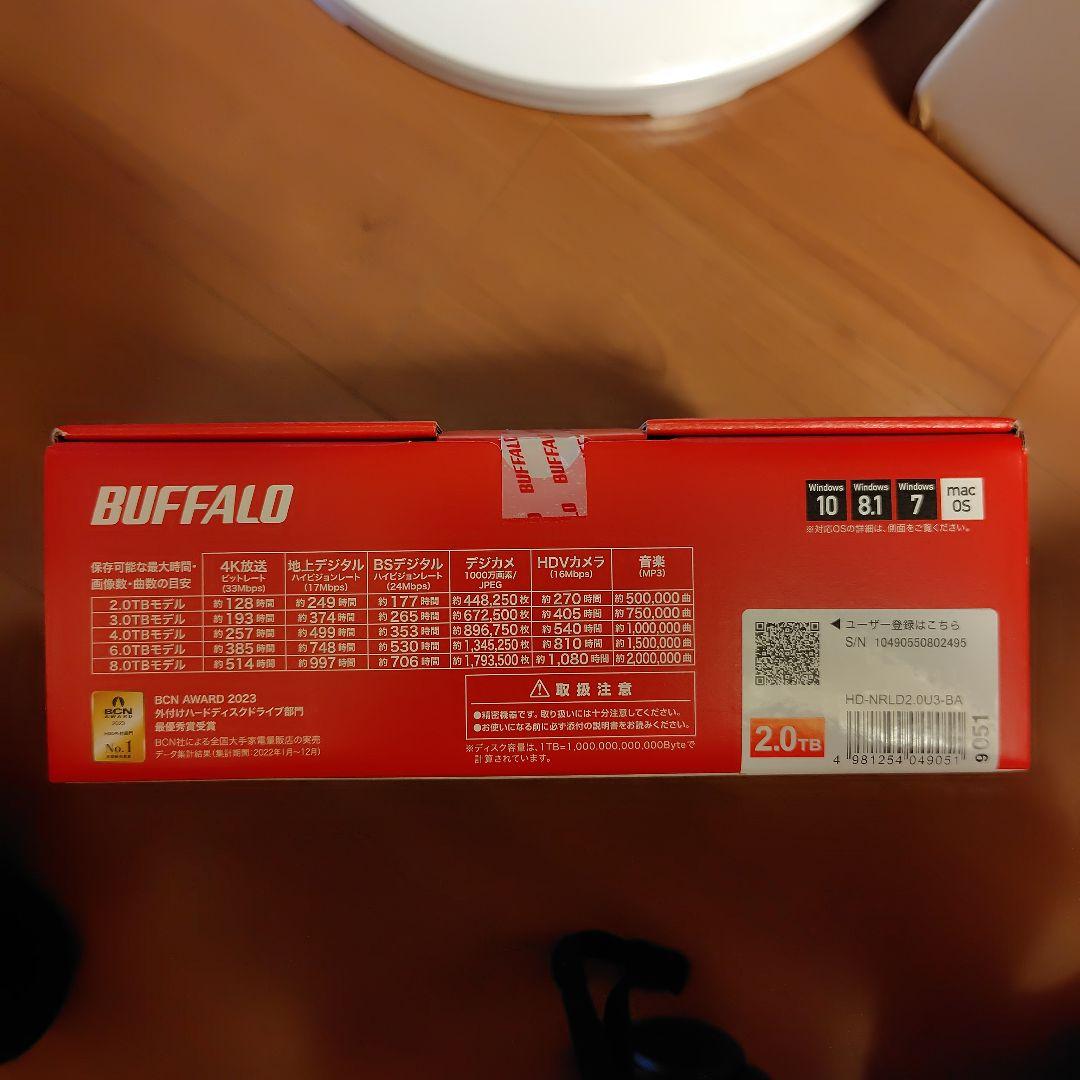 BUFFALO
BUFFALO
BUFFALO
Windows 10 Windows 8.1 Windows 7 mac OS
※対応OSの詳細は、側面をご覧ください。
保存可能な最大時間・画像数・曲数の目安 4K放送 ビットレート (33Mbps) 地上デジタル ハイビジョンレート (17Mbps) BSデジタル ハイビジョンレート (24Mbps) デジカメ 1000万画素/JPEG HDVカメラ (16Mbps) 音楽 (MP3)
2.0TBモデル 約128時間 約249時間 約177時間 約448,250枚 約270時間 約500,000曲
3.0TBモデル 約193時間 約374時間 約265時間 約672,500枚 約405時間 約750,000曲
4.0TBモデル 約257時間 約499時間 約353時間 約896,750枚 約540時間 約1,000,000曲
6.0TBモデル 約385時間 約748時間 約530時間 約1,345,250枚 約810時間 約1,500,000曲
8.0TBモデル 約514時間 約997時間 約706時間 約1,793,500枚 約1,080時間 約2,000,000曲
BCN AWARD 2023 No.1
BCN AWARD 2023
外付けハードディスクドライブ部門
最優秀賞受賞
BCN社による全国大手家電量販店の実売
データ集計結果(集計期間:2022年1月~12月)
取扱注意
●精密機器です。取り扱いには十分注意してください。
●お使いになる前に必ず添付の説明書をお読みください。
※ディスク容量は、1TB=1,000,000,000,000Byteで
計算されています。
◀ユーザー登録はこちら
S/N 10490550802495
HD-NRLD2.0U3-BA
2.0TB
4 981254 049051
9051